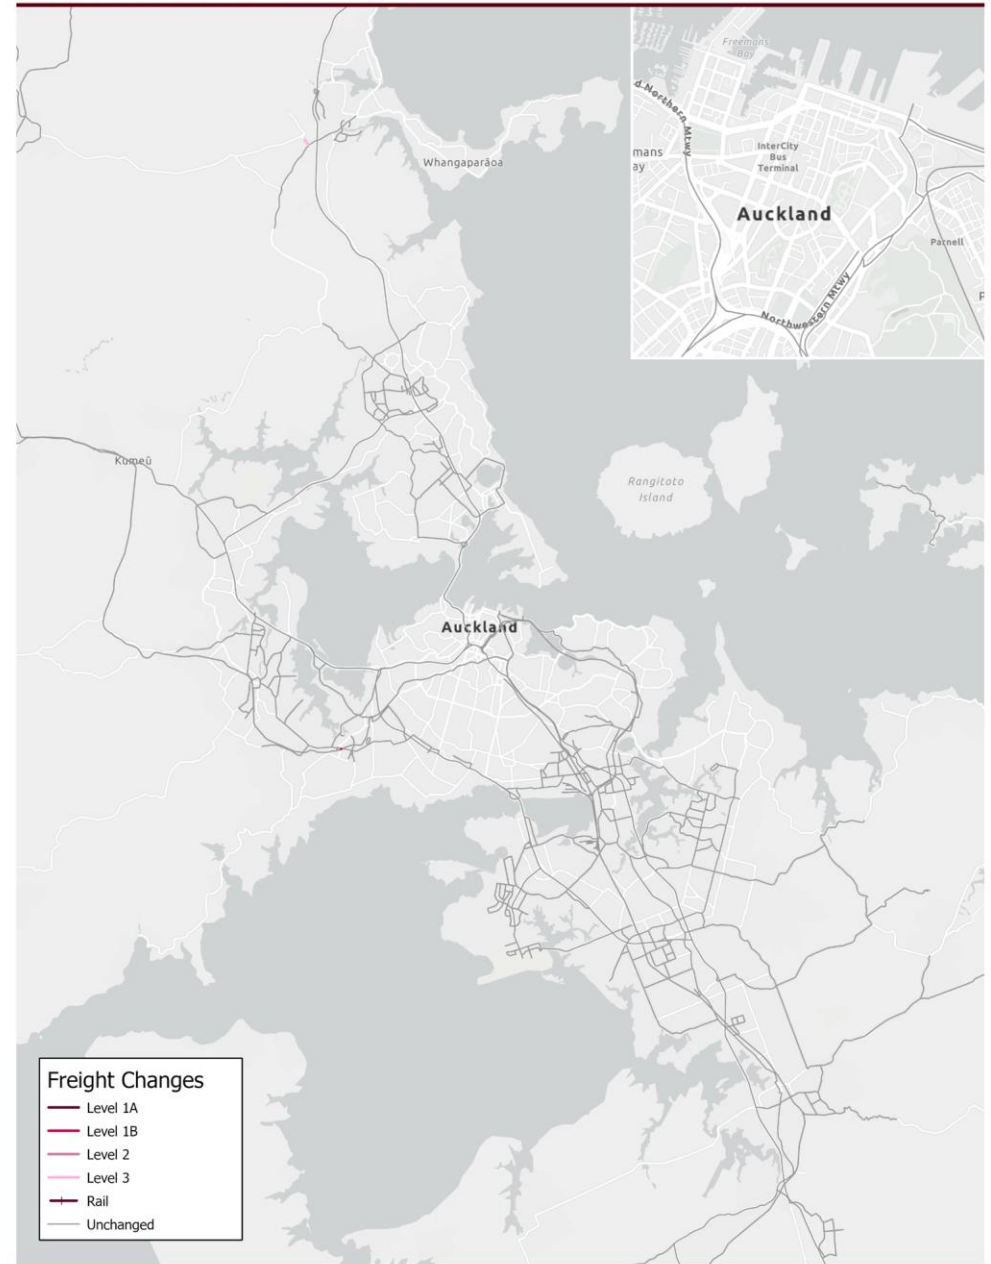 Freemans
Bay
d Northern Mtwy
mans
ay
InterCity
Bus
Terminal
Auckland
Parnell
P
Northwestern Mtwy
Whangaparāoa
Kumeū
Rangitoto
Island
Auckland
Freight Changes
Level 1A
Level 1B
Level 2
Level 3
Rail
Unchanged